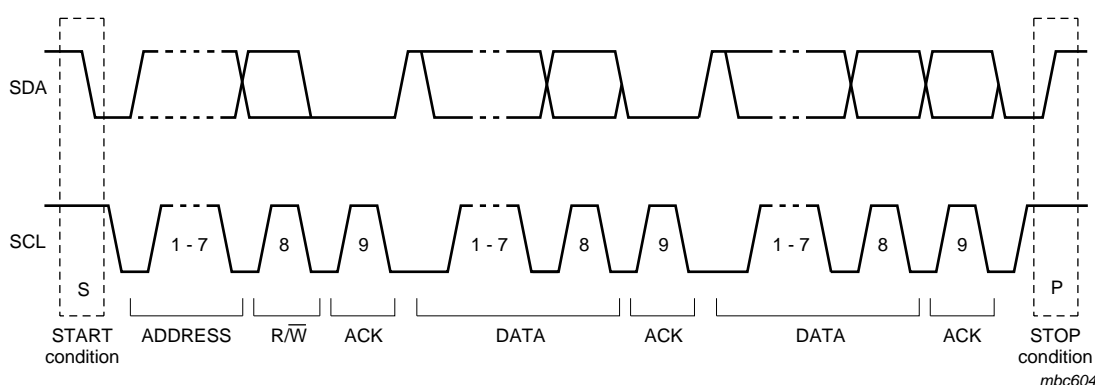 SDA
SCL
1 - 7
8
9
1 - 7
8
9
1 - 7
8
9
S
P
START
condition
ADDRESS
R/W̅
ACK
DATA
ACK
DATA
ACK
STOP
condition
mbc604